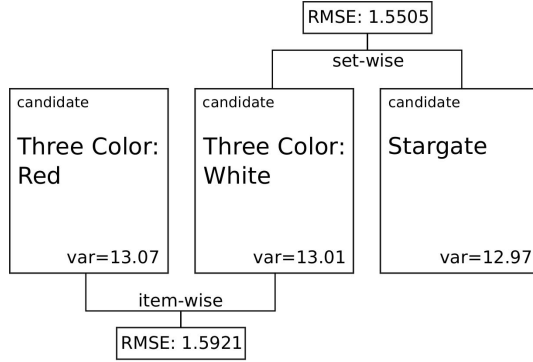 RMSE: 1.5505
set-wise
candidate
Three Color:
Red
var=13.07
candidate
Three Color:
White
var=13.01
candidate
Stargate
var=12.97
item-wise
RMSE: 1.5921